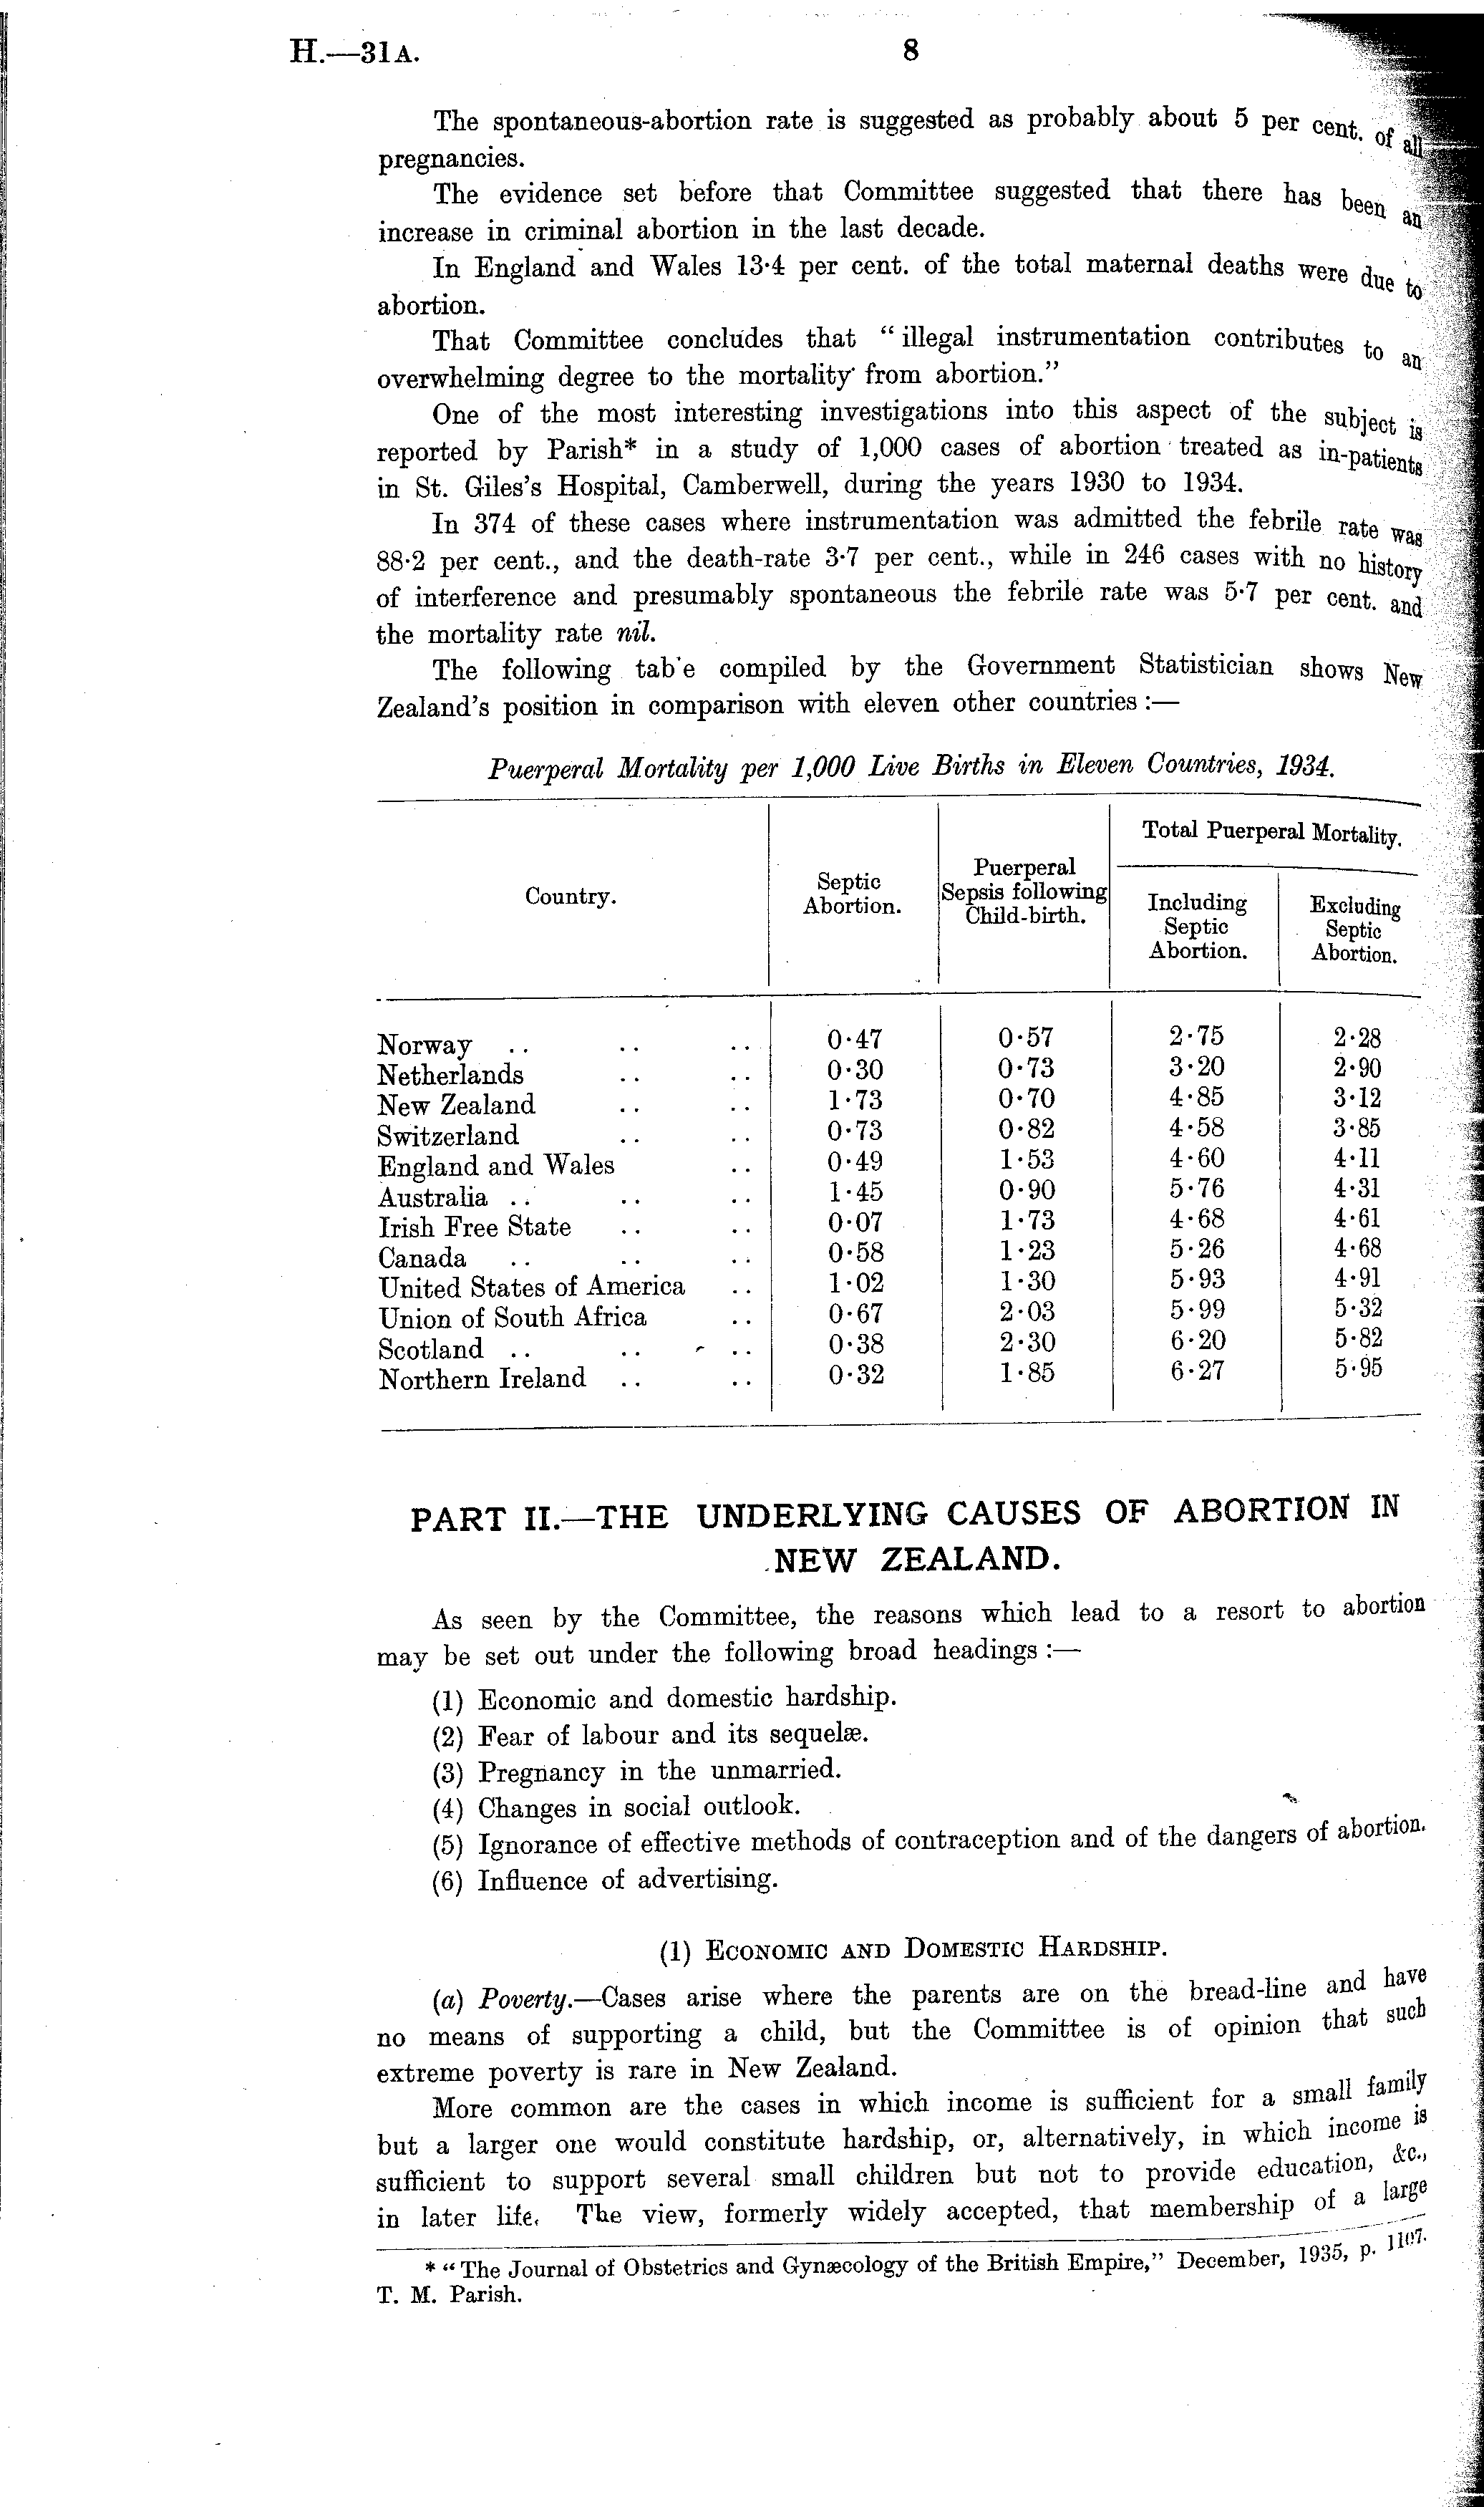 H.—31A.
8
The spontaneous-abortion rate is suggested as probably about 5 per cent. of all
pregnancies.
The evidence set before that Committee suggested that there has been an
increase in criminal abortion in the last decade.
In England and Wales 13·4 per cent. of the total maternal deaths were due to
abortion.
That Committee concludes that “ illegal instrumentation contributes to an
overwhelming degree to the mortality from abortion.”
One of the most interesting investigations into this aspect of the subject is
reported by Parish* in a study of 1,000 cases of abortion treated as in-patients
in St. Giles's Hospital, Camberwell, during the years 1930 to 1934.
In 374 of these cases where instrumentation was admitted the febrile rate was
88·2 per cent., and the death-rate 3·7 per cent., while in 246 cases with no history
of interference and presumably spontaneous the febrile rate was 5·7 per cent. and
the mortality rate nil.
The following tab'e compiled by the Government Statistician shows New
Zealand's position in comparison with eleven other countries :—
Puerperal Mortality per 1,000 Live Births in Eleven Countries, 1934.
Country.
Septic
Abortion.
Puerperal
Sepsis following
Child-birth.
Total Puerperal Mortality.
Including
Septic
Abortion.
Excluding
Septic
Abortion.
Norway .. .. .. 0·47 0·57 2·75 2·28
Netherlands .. .. 0·30 0·73 3·20 2·90
New Zealand .. .. 1·73 0·70 4·85 3·12
Switzerland .. .. 0·73 0·82 4·58 3·85
England and Wales .. 0·49 1·53 4·60 4·11
Australia .. .. .. 1·45 0·90 5·76 4·31
Irish Free State .. .. 0·07 1·73 4·68 4·61
Canada .. .. .. 0·58 1·23 5·26 4·68
United States of America .. 1·02 1·30 5·93 4·91
Union of South Africa .. 0·67 2·03 5·99 5·32
Scotland .. .. .. 0·38 2·30 6·20 5·82
Northern Ireland .. .. 0·32 1·85 6·27 5·95
PART II.—THE UNDERLYING CAUSES OF ABORTION IN
NEW ZEALAND.
As seen by the Committee, the reasons which lead to a resort to abortion
may be set out under the following broad headings :—
(1) Economic and domestic hardship.
(2) Fear of labour and its sequelæ.
(3) Pregnancy in the unmarried.
(4) Changes in social outlook.
(5) Ignorance of effective methods of contraception and of the dangers of abortion.
(6) Influence of advertising.
(1) ECONOMIC AND DOMESTIC HARDSHIP.
(a) Poverty.—Cases arise where the parents are on the bread-line and have
no means of supporting a child, but the Committee is of opinion that such
extreme poverty is rare in New Zealand.
More common are the cases in which income is sufficient for a small family
but a larger one would constitute hardship, or, alternatively, in which income is
sufficient to support several small children but not to provide education, &c.,
in later life. The view, formerly widely accepted, that membership of a large
* “ The Journal of Obstetrics and Gynæcology of the British Empire,” December, 1935, p. 1107.
T. M. Parish.